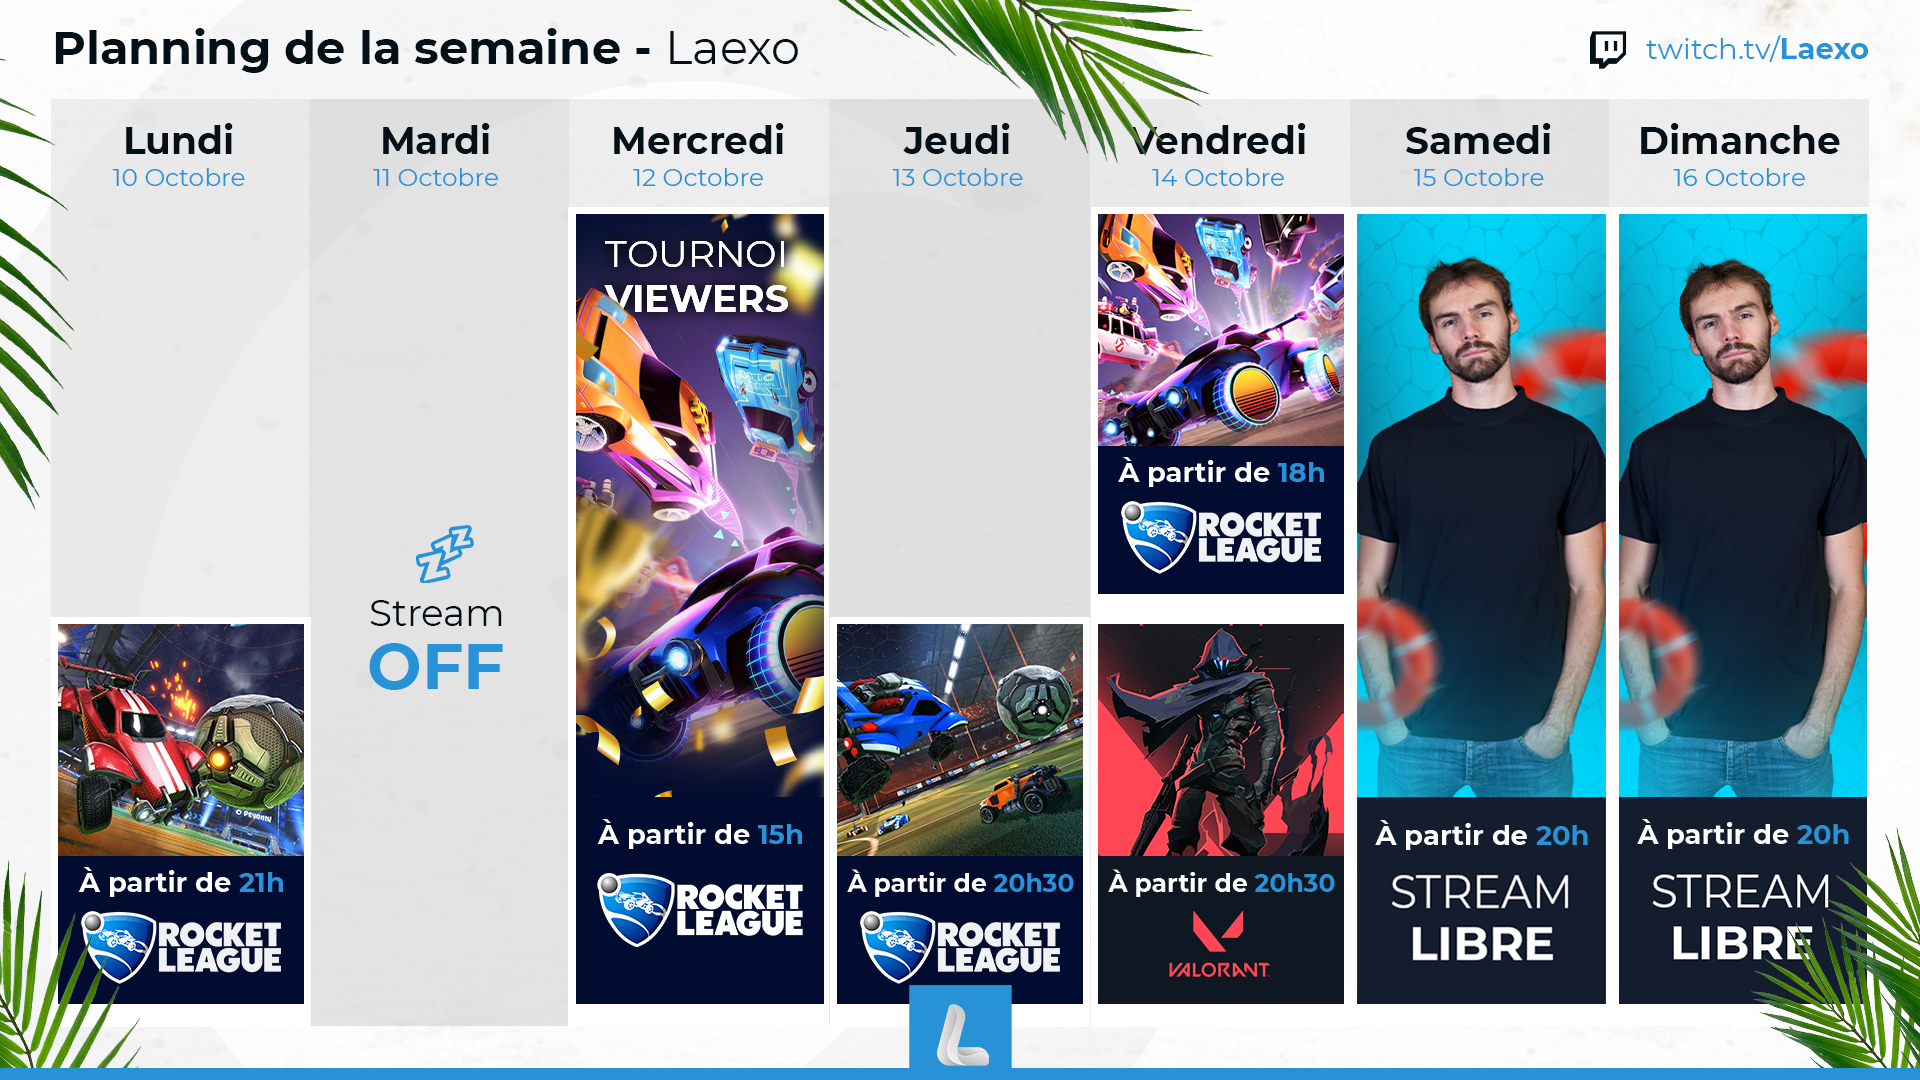 Planning de la semaine - Laexo
twitch.tv/Laexo
Lundi
10 Octobre
À partir de 21h
ROCKET
LEAGUE
Mardi
11 Octobre
Stream
OFF
Mercredi
12 Octobre
TOURNOI
VIEWERS
À partir de 15h
ROCKET
LEAGUE
Jeudi
13 Octobre
À partir de 20h30
ROCKET
LEAGUE
Vendredi
14 Octobre
À partir de 18h
ROCKET
LEAGUE
À partir de 20h30
VALORANT
Samedi
15 Octobre
À partir de 20h
STREAM
LIBRE
Dimanche
16 Octobre
À partir de 20h
STREAM
LIBRE